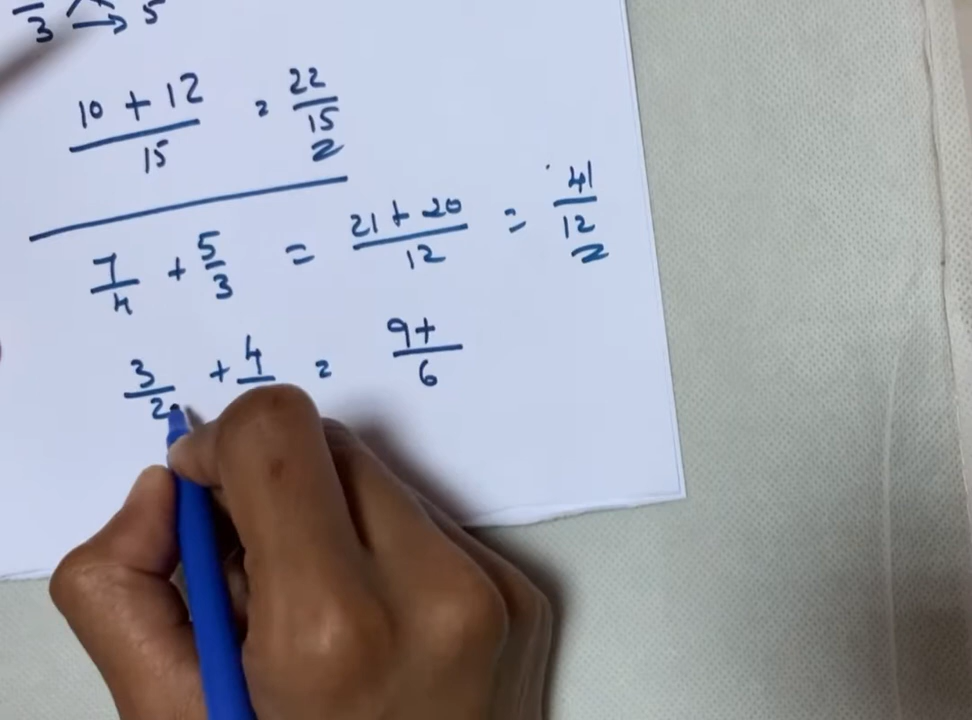 3 → 5
10 + 12 / 15 = 22 / 15
7/4 + 5/3 = 21 + 20 / 12 = 41 / 12
3/2 + 4/ = 9+ / 6